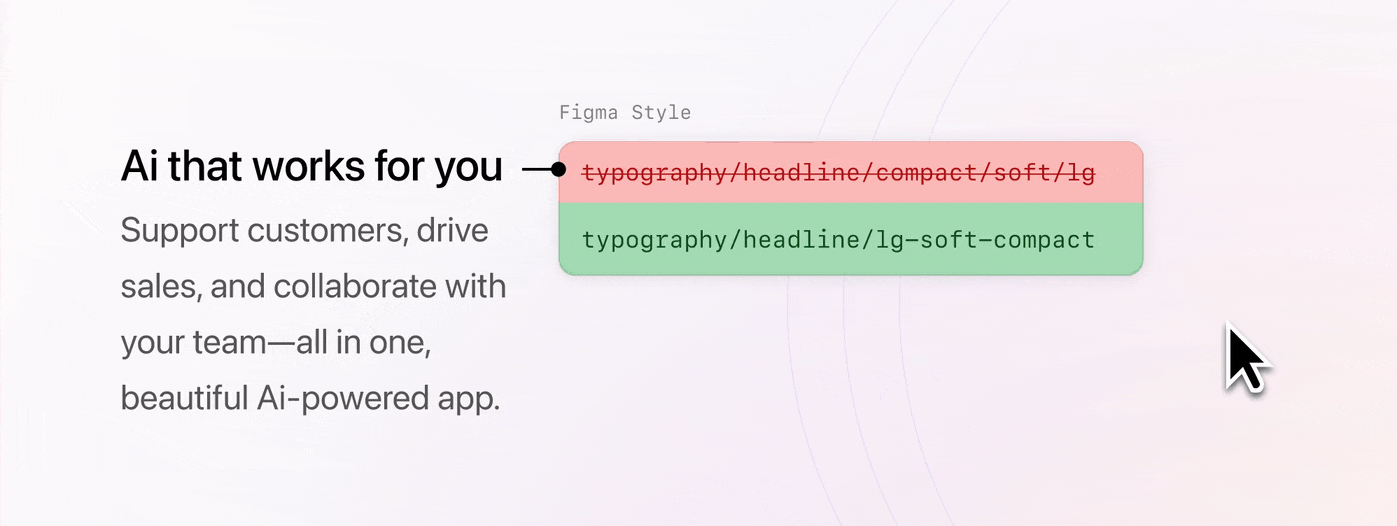 Figma Style
Ai that works for you
typography/headline/compact/soft/lg
typography/headline/lg-soft-compact
Support customers, drive
sales, and collaborate with
your team—all in one,
beautiful Ai-powered app.